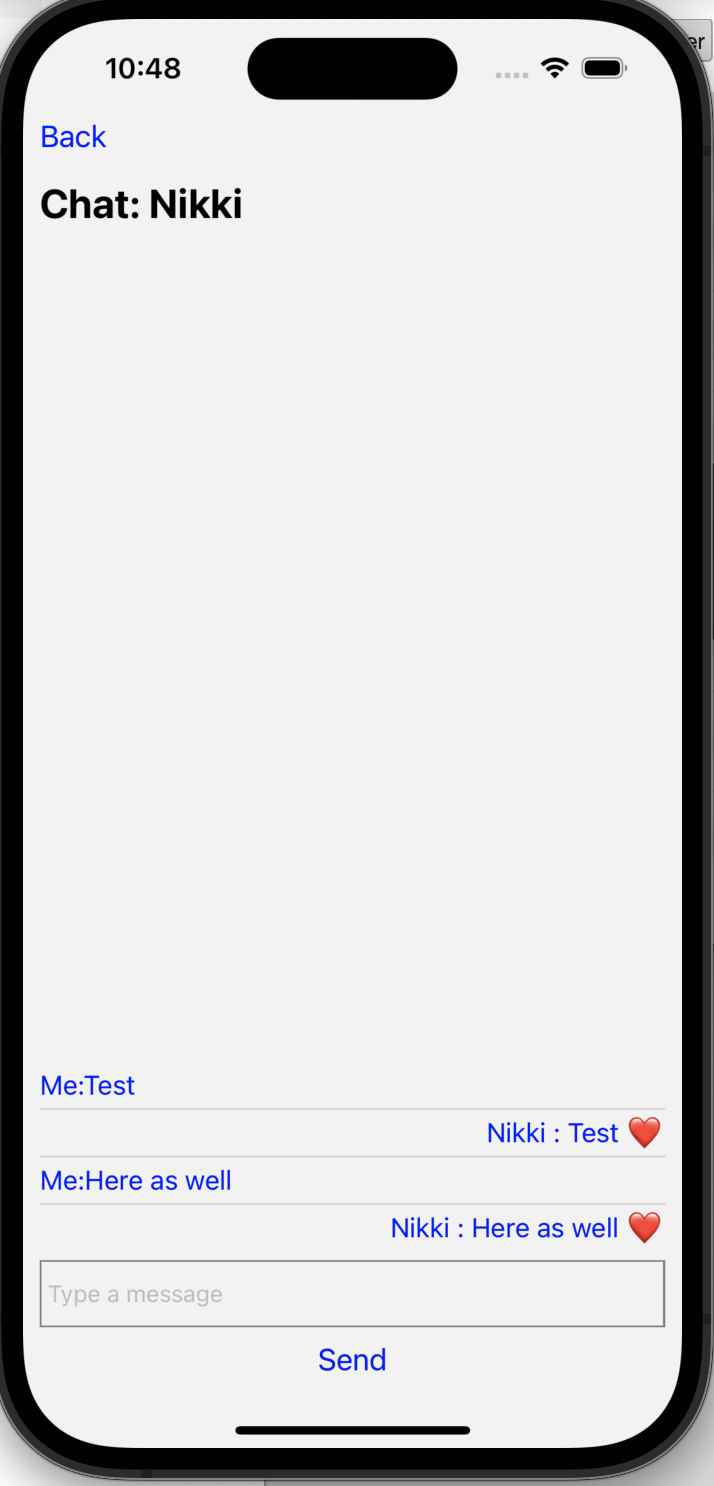 er
10:48
Back
Chat: Nikki
Me:Test
Nikki : Test ❤️
Me:Here as well
Nikki : Here as well ❤️
Type a message
Send